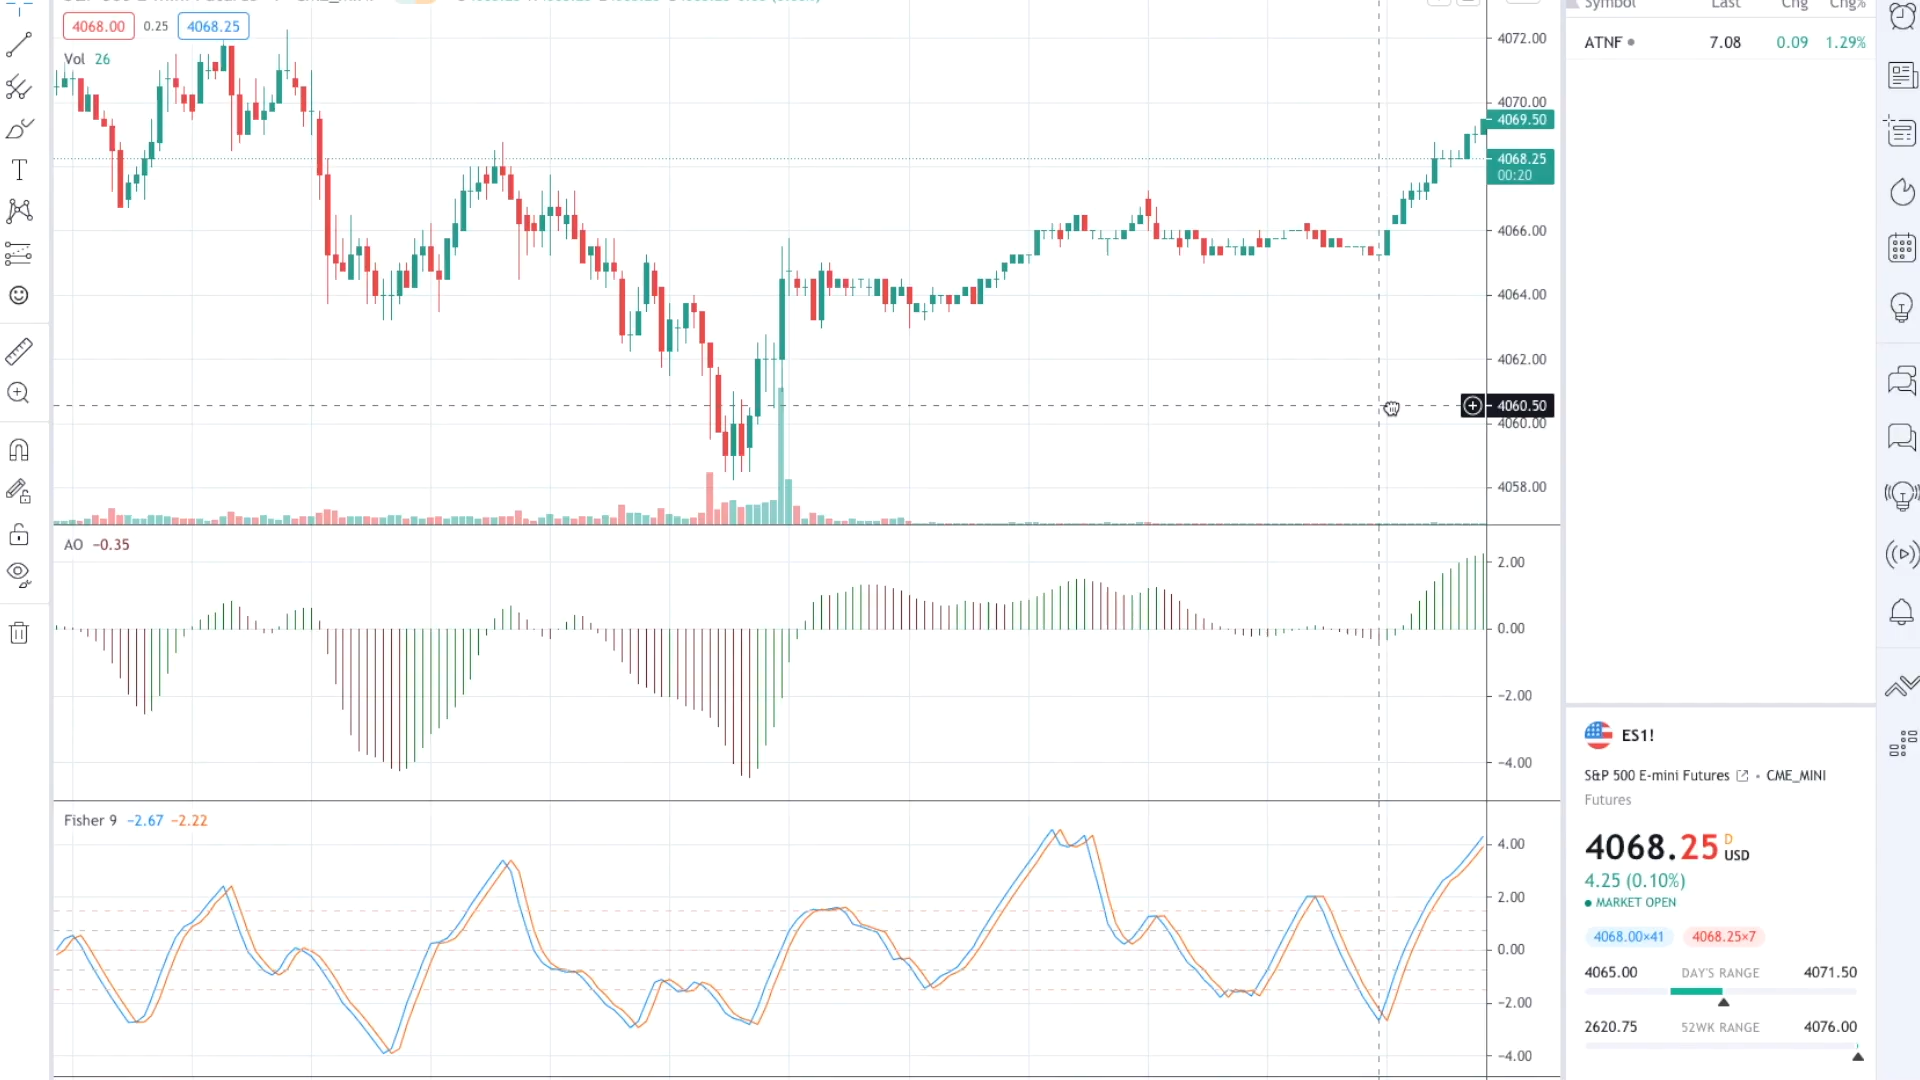 Symbol Last Chg Chg%
4068.00 0.25 4068.25
4072.00
ATNF 7.08 0.09 1.29%
Vol 26
4070.00
4069.50
4068.25
00:20
4066.00
4064.00
4062.00
4060.50
4060.00
4058.00
AO −0.35
2.00
0.00
−2.00
−4.00
ES1!
S&P 500 E-mini Futures • CME_MINI
Futures
4068.25 D USD
4.25 (0.10%)
MARKET OPEN
4068.00×41 4068.25×7
4065.00 DAY'S RANGE 4071.50
2620.75 52WK RANGE 4076.00
Fisher 9 −2.67 −2.22
4.00
2.00
0.00
−2.00
−4.00